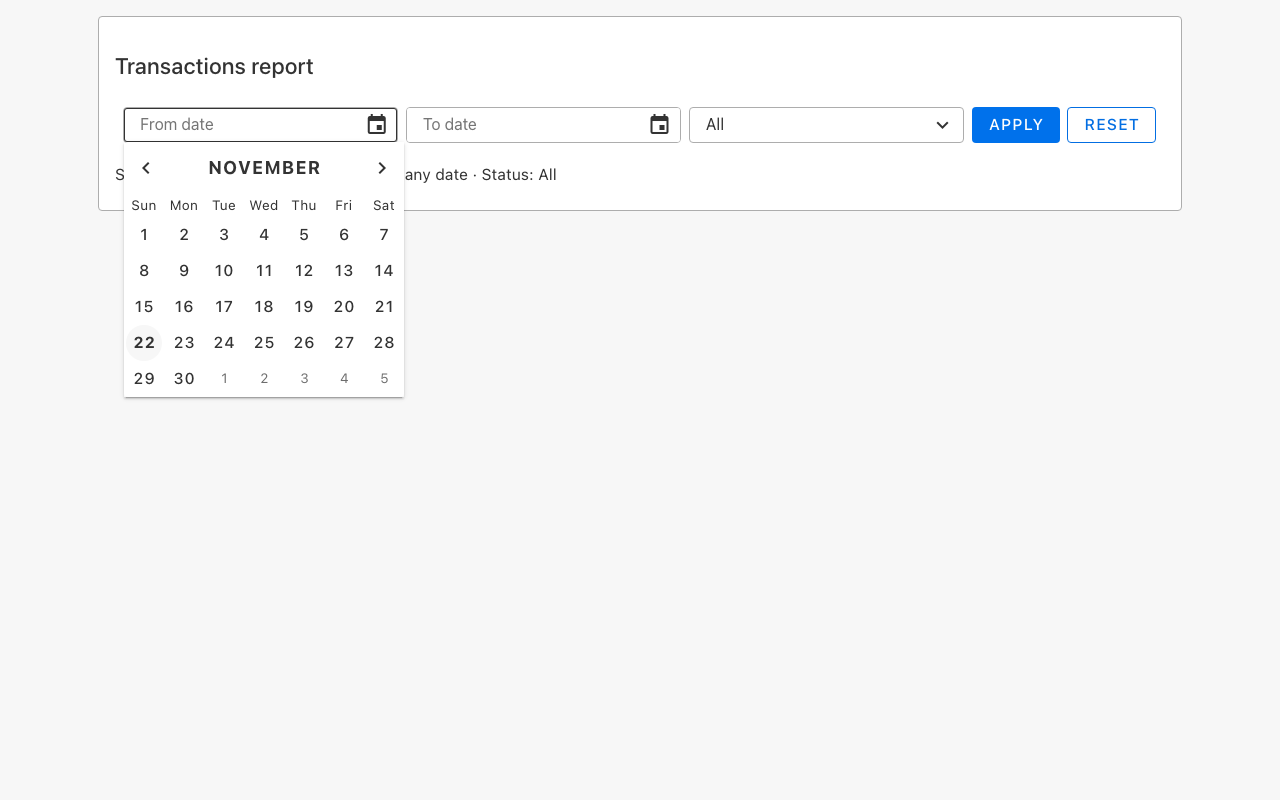 Transactions report
From date
To date
All
APPLY
RESET
NOVEMBER
S
any date · Status: All
Sun Mon Tue Wed Thu Fri Sat
1 2 3 4 5 6 7
8 9 10 11 12 13 14
15 16 17 18 19 20 21
22 23 24 25 26 27 28
29 30 1 2 3 4 5